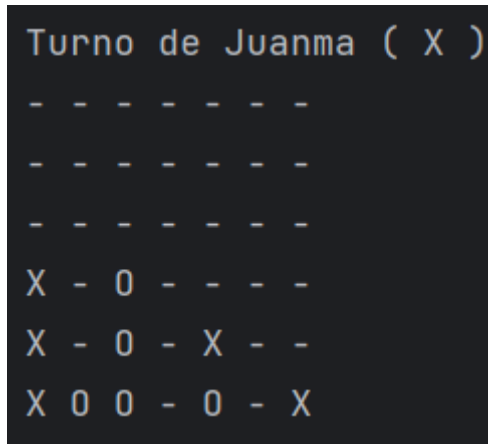 Turno de Juanma ( X )
- - - - - - -
- - - - - - -
- - - - - - -
X - O - - - -
X - O - X - -
X O O - O - X